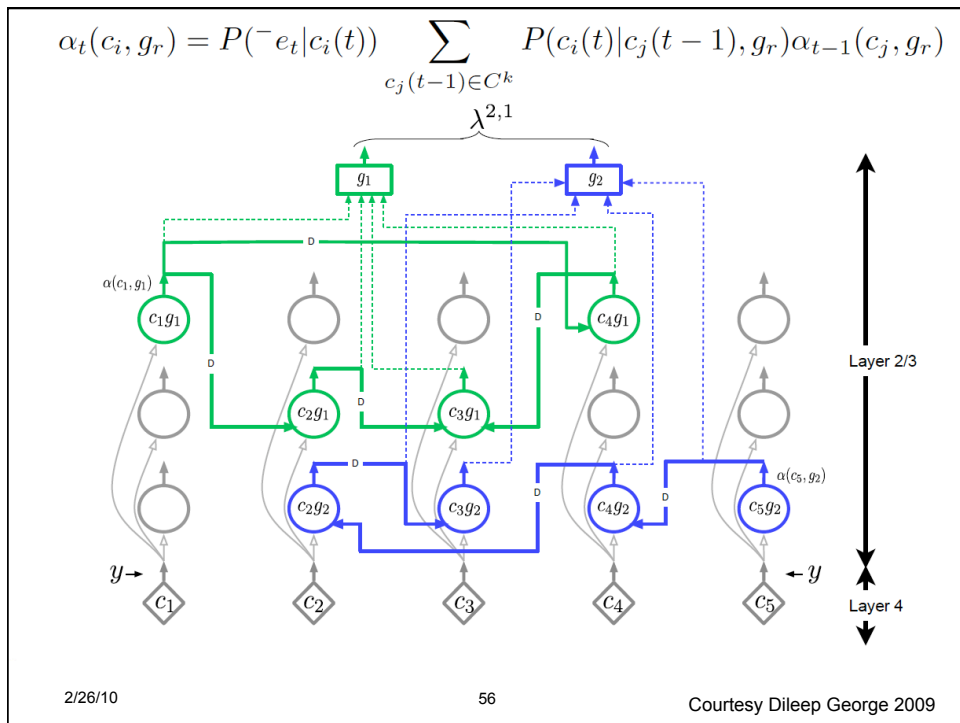 αₜ(cᵢ, gᵣ) = P(⁻eₜ|cᵢ(t)) ∑_{cⱼ(t−1)∈Cᵏ} P(cᵢ(t)|cⱼ(t−1), gᵣ)αₜ₋₁(cⱼ, gᵣ)
λ²,¹
g₁ g₂
D
α(c₁, g₁)
c₁g₁ c₄g₁
D D Layer 2/3
D
c₂g₁ c₃g₁
D α(c₅, g₂)
D D
c₂g₂ c₃g₂ c₄g₂ c₅g₂
y y
c₁ c₂ c₃ c₄ c₅ Layer 4
2/26/10 56 Courtesy Dileep George 2009